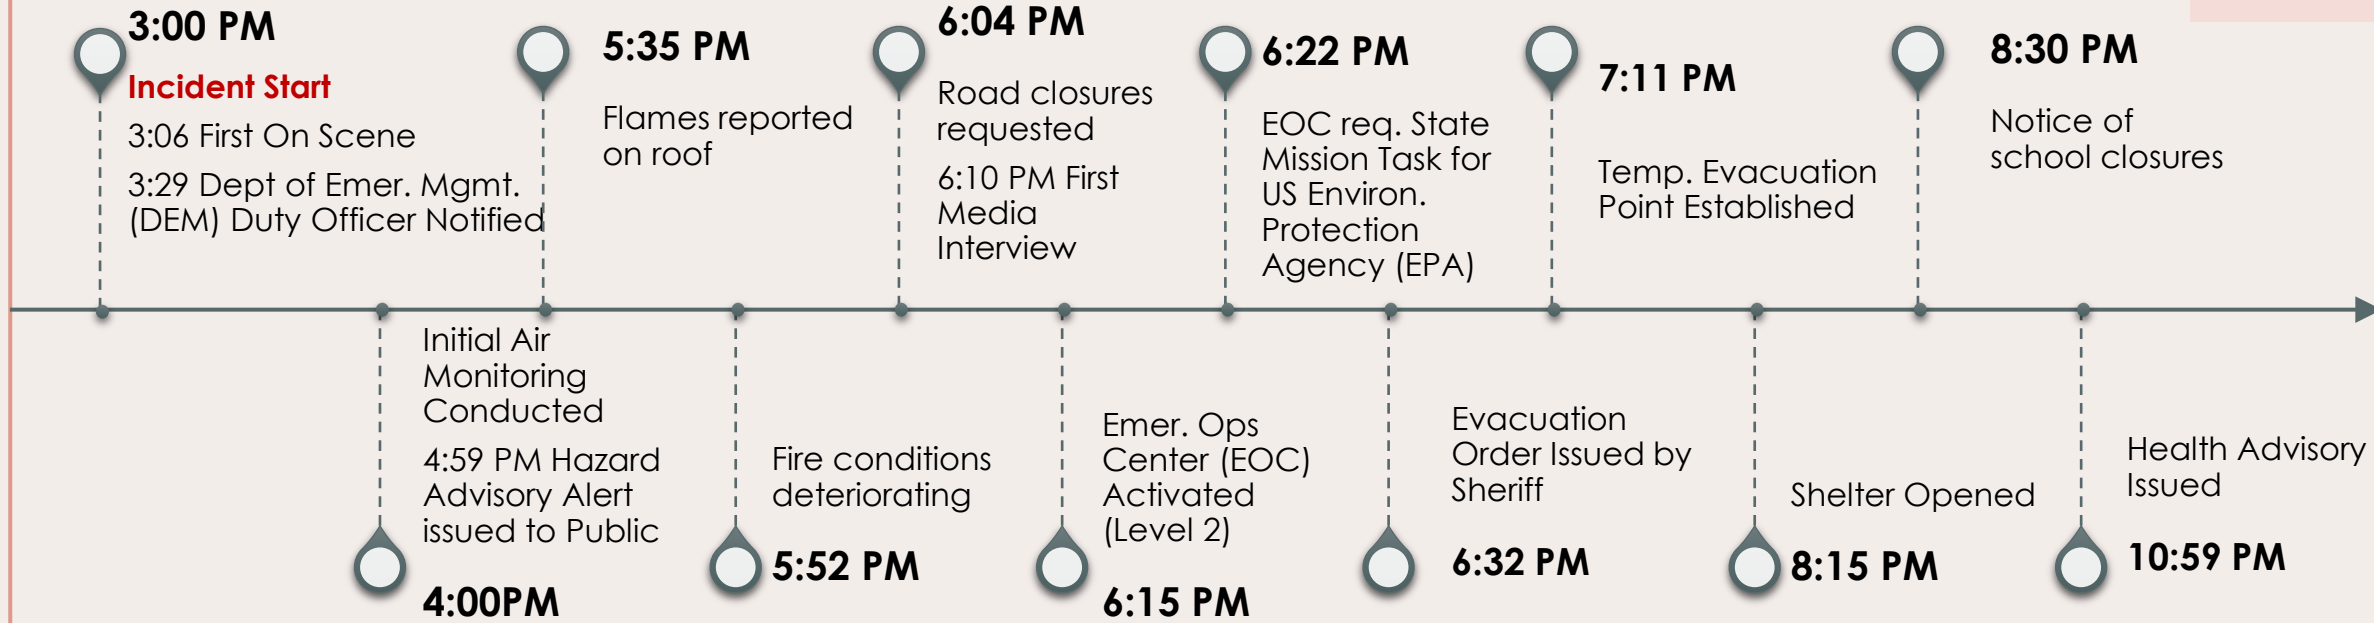 3:00 PM
Incident Start
3:06 First On Scene
3:29 Dept of Emer. Mgmt.
(DEM) Duty Officer Notified
Initial Air
Monitoring
Conducted
4:59 PM Hazard
Advisory Alert
issued to Public
4:00PM
5:35 PM
Flames reported
on roof
Fire conditions
deteriorating
5:52 PM
6:04 PM
Road closures
requested
6:10 PM First
Media
Interview
Emer. Ops
Center (EOC)
Activated
(Level 2)
6:15 PM
6:22 PM
EOC req. State
Mission Task for
US Environ.
Protection
Agency (EPA)
Evacuation
Order Issued by
Sheriff
6:32 PM
7:11 PM
Temp. Evacuation
Point Established
Shelter Opened
8:15 PM
8:30 PM
Notice of
school closures
Health Advisory
Issued
10:59 PM